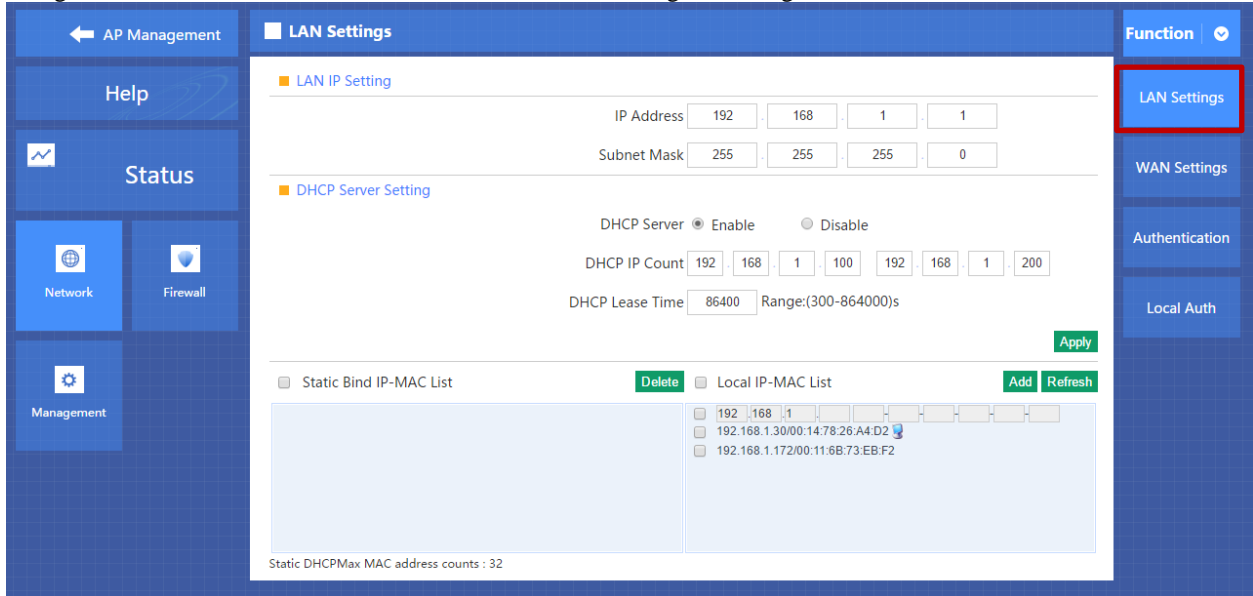 AP Management
Help
Status
Network
Firewall
Management
LAN Settings
LAN IP Setting
IP Address 192 . 168 . 1 . 1
Subnet Mask 255 . 255 . 255 . 0
DHCP Server Setting
DHCP Server Enable Disable
DHCP IP Count 192 . 168 . 1 . 100 192 . 168 . 1 . 200
DHCP Lease Time 86400 Range:(300-864000)s
Apply
Static Bind IP-MAC List Delete
Local IP-MAC List Add Refresh
192 .168 .1 . - - - - -
192.168.1.30/00:14:78:26:A4:D2
192.168.1.172/00:11:6B:73:EB:F2
Static DHCPMax MAC address counts : 32
Function
LAN Settings
WAN Settings
Authentication
Local Auth